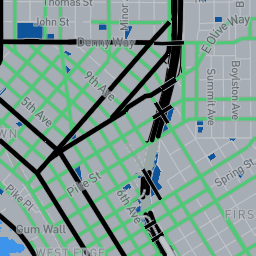 Thomas St
John St
Minor
Denny Way
E Olive Way
9th Ave
Summit Ave
Boylston Ave
B
5th Ave
WN
Pike St
Pike Pl
6th Ave
Spring St
Gum Wall
FIRS
WEST EDGE